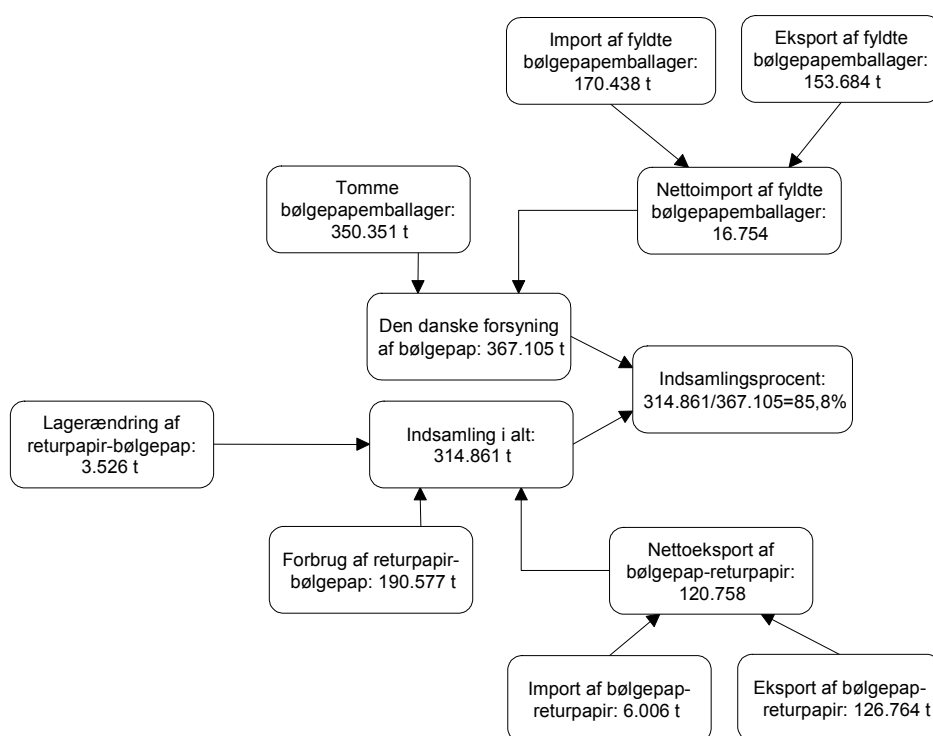 Import af fyldte
bølgepapemballager:
170.438 t
Eksport af fyldte
bølgepapemballager:
153.684 t
Tomme
bølgepapemballager:
350.351 t
Nettoimport af fyldte
bølgepapemballager:
16.754
Den danske forsyning
af bølgepap: 367.105 t
Indsamlingsprocent:
314.861/367.105=85,8%
Lagerændring af
returpapir-bølgepap:
3.526 t
Indsamling i alt:
314.861 t
Forbrug af returpapir-
bølgepap: 190.577 t
Nettoeksport af
bølgepap-returpapir:
120.758
Import af bølgepap-
returpapir: 6.006 t
Eksport af bølgepap-
returpapir: 126.764 t